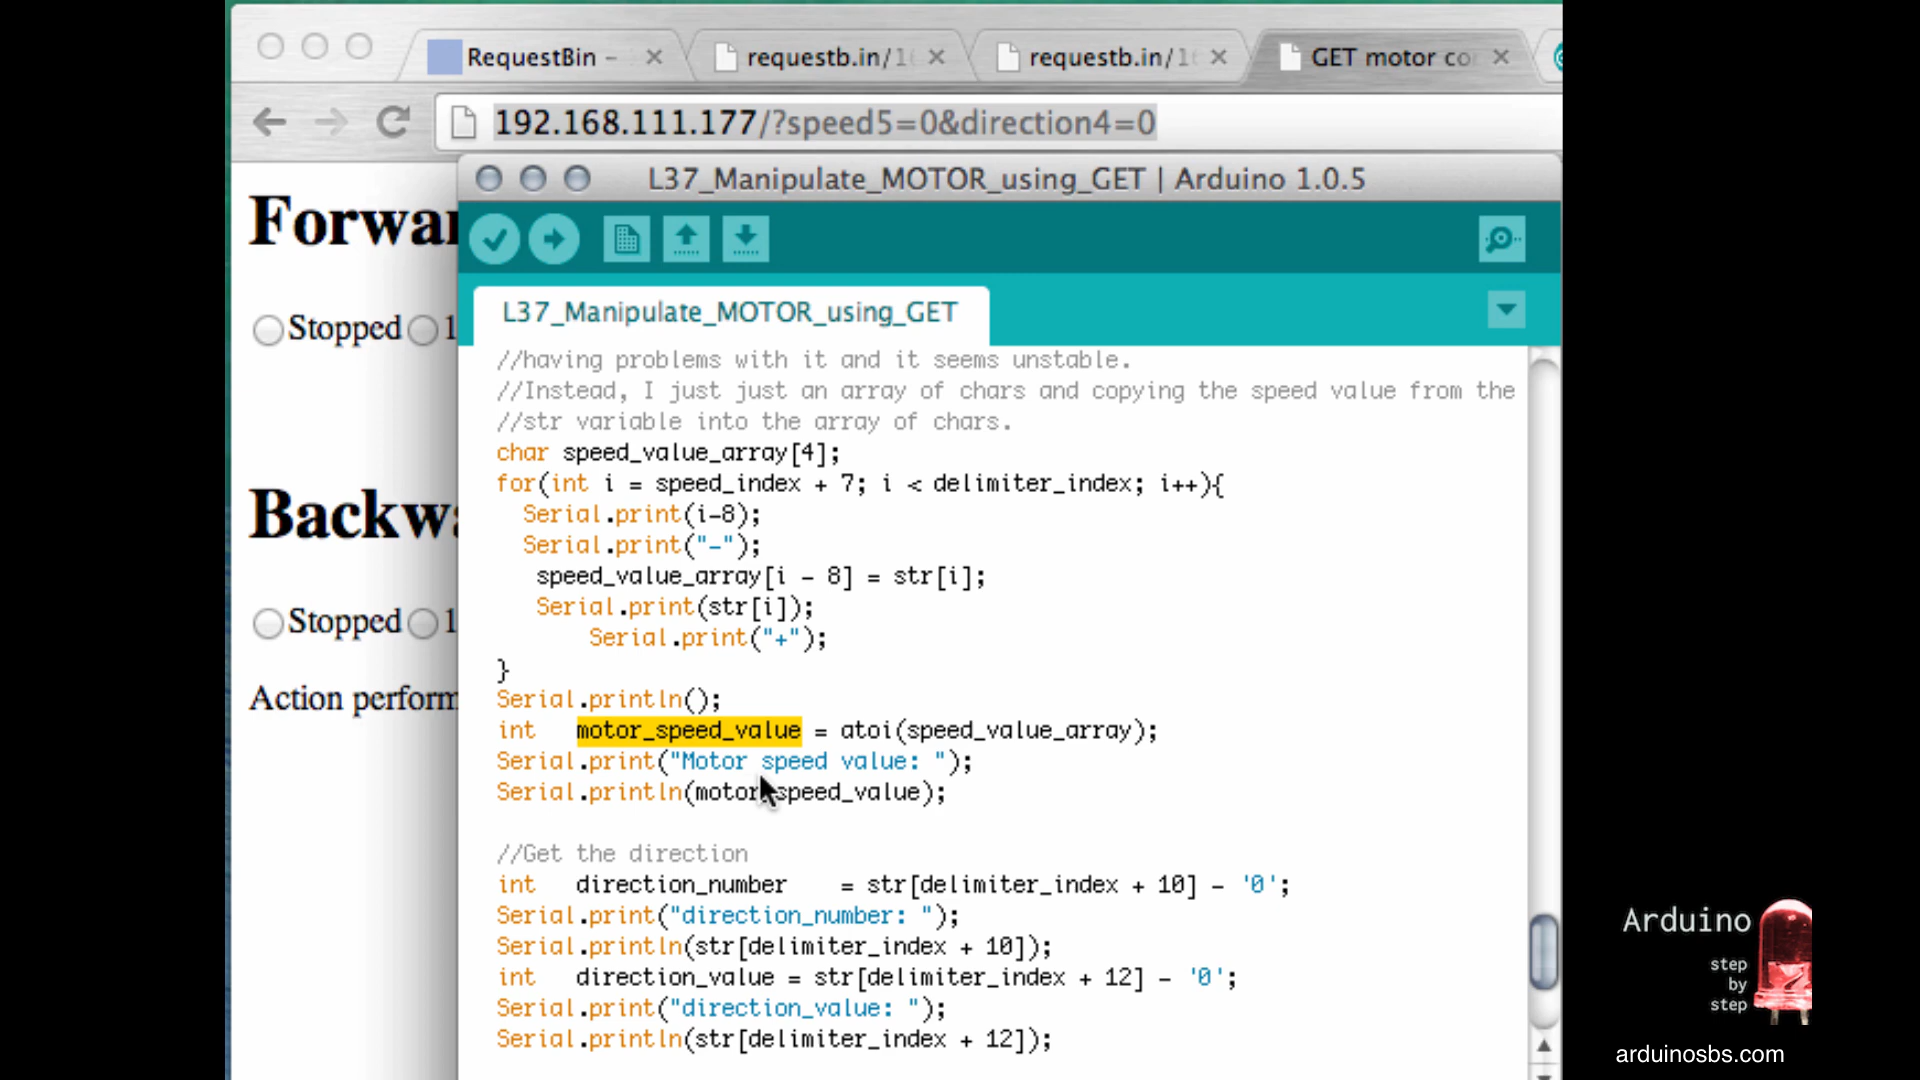 RequestBin –
requestb.in/1
requestb.in/1
GET motor co
192.168.111.177/?speed5=0&direction4=0
L37_Manipulate_MOTOR_using_GET | Arduino 1.0.5
L37_Manipulate_MOTOR_using_GET
Forwar
Stopped 1
Backwa
Stopped 1
Action perform
//having problems with it and it seems unstable.
//Instead, I just just an array of chars and copying the speed value from the
//str variable into the array of chars.
char speed_value_array[4];
for(int i = speed_index + 7; i < delimiter_index; i++){
Serial.print(i-8);
Serial.print("-");
speed_value_array[i - 8] = str[i];
Serial.print(str[i]);
Serial.print("+");
}
Serial.println();
int motor_speed_value = atoi(speed_value_array);
Serial.print("Motor speed value: ");
Serial.println(motor_speed_value);
//Get the direction
int direction_number = str[delimiter_index + 10] - '0';
Serial.print("direction_number: ");
Serial.println(str[delimiter_index + 10]);
int direction_value = str[delimiter_index + 12] - '0';
Serial.print("direction_value: ");
Serial.println(str[delimiter_index + 12]);
Arduino
step
by
step
arduinosbs.com